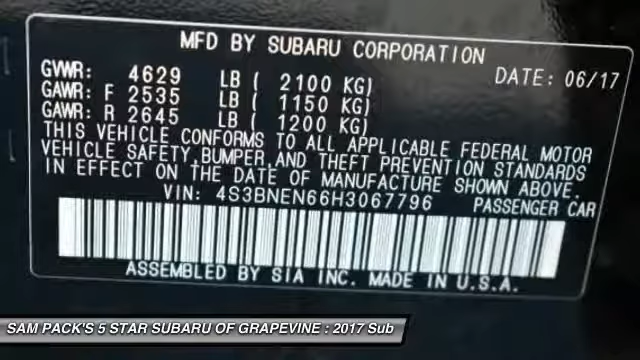 MFD BY SUBARU CORPORATION
GVWR: 4629 LB ( 2100 KG) DATE: 06/17
GAWR: F 2535 LB ( 1150 KG)
GAWR: R 2645 LB ( 1200 KG)
THIS VEHICLE CONFORMS TO ALL APPLICABLE FEDERAL MOTOR
VEHICLE SAFETY,BUMPER,AND THEFT PREVENTION STANDARDS
IN EFFECT ON THE DATE OF MANUFACTURE SHOWN ABOVE.
VIN: 4S3BNEN66H3067796 PASSENGER CAR
ASSEMBLED BY SIA INC. MADE IN U.S.A.
SAM PACK'S 5 STAR SUBARU OF GRAPEVINE : 2017 Sub